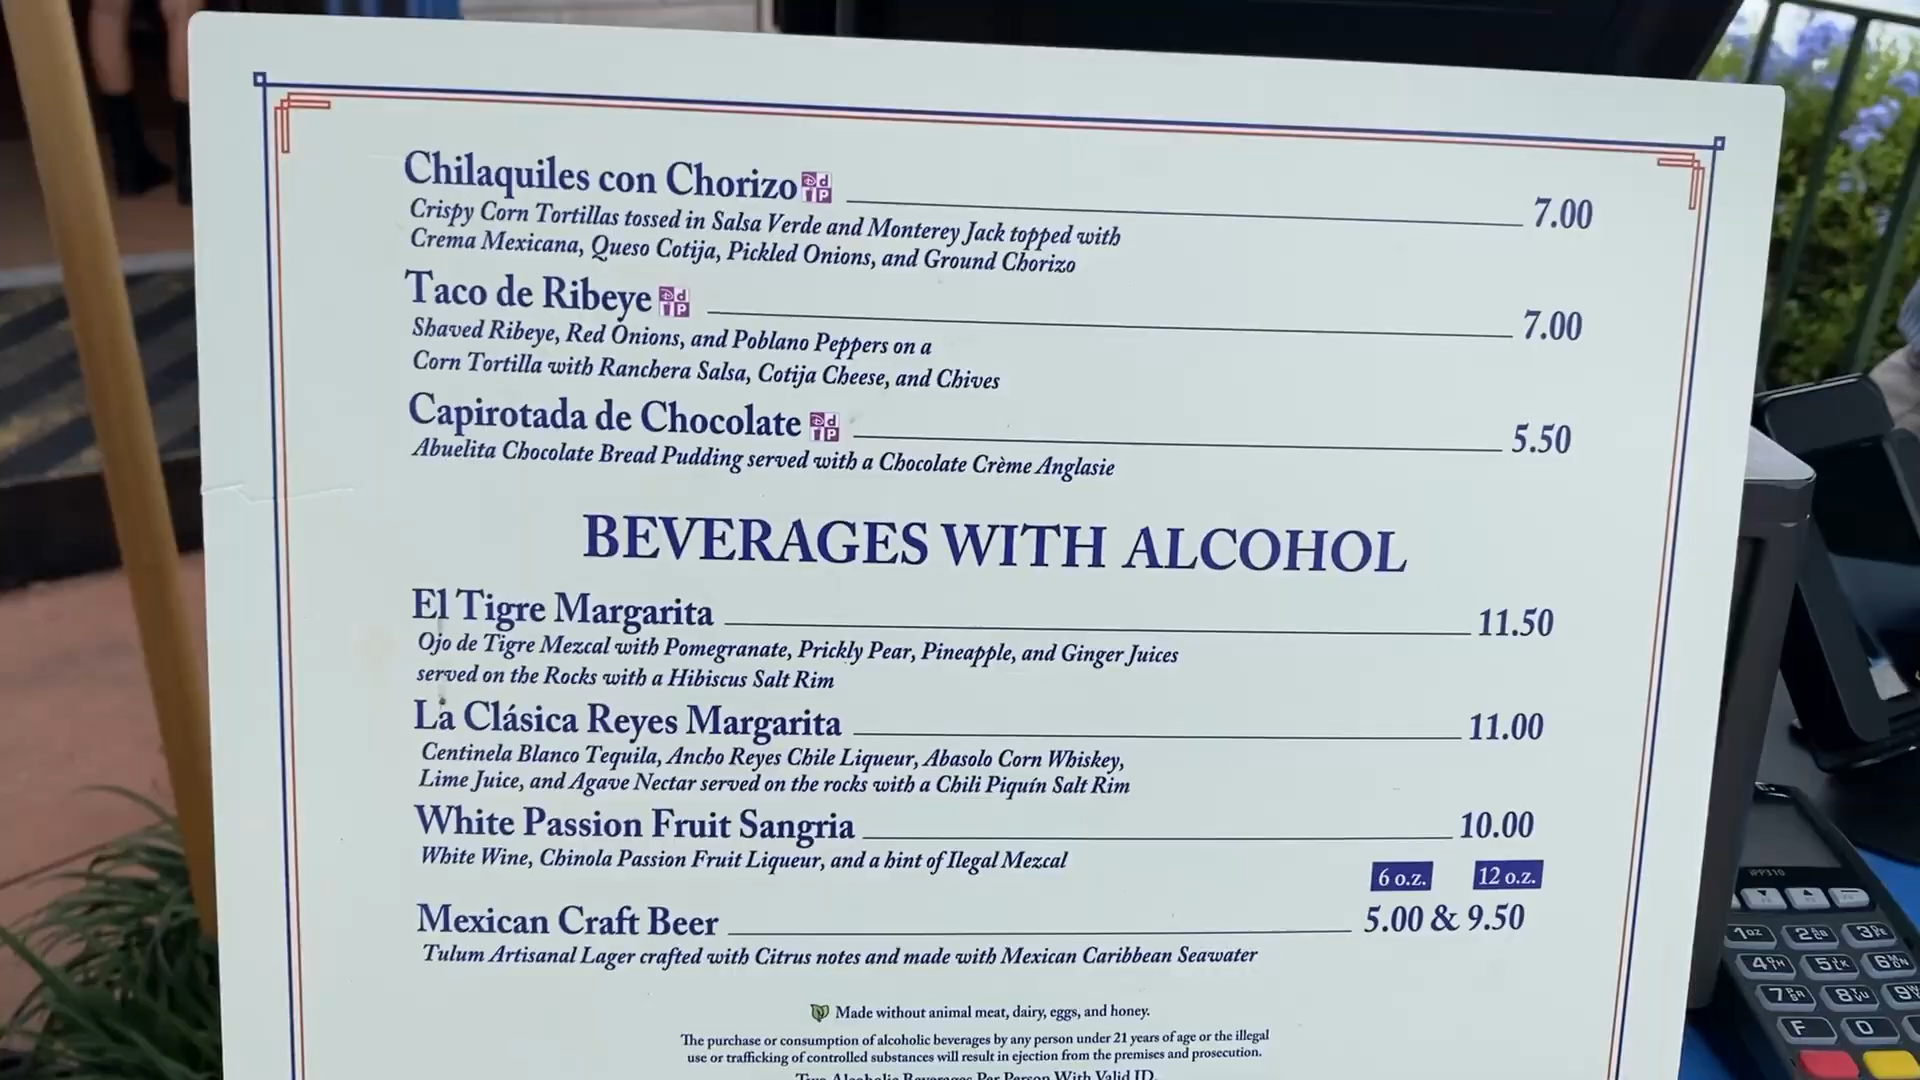 Chilaquiles con Chorizo 7.00
Crispy Corn Tortillas tossed in Salsa Verde and Monterey Jack topped with
Crema Mexicana, Queso Cotija, Pickled Onions, and Ground Chorizo
Taco de Ribeye 7.00
Shaved Ribeye, Red Onions, and Poblano Peppers on a
Corn Tortilla with Ranchera Salsa, Cotija Cheese, and Chives
Capirotada de Chocolate 5.50
Abuelita Chocolate Bread Pudding served with a Chocolate Crème Anglasie
BEVERAGES WITH ALCOHOL
El Tigre Margarita 11.50
Ojo de Tigre Mezcal with Pomegranate, Prickly Pear, Pineapple, and Ginger Juices
served on the Rocks with a Hibiscus Salt Rim
La Clásica Reyes Margarita 11.00
Centinela Blanco Tequila, Ancho Reyes Chile Liqueur, Abasolo Corn Whiskey,
Lime Juice, and Agave Nectar served on the rocks with a Chili Piquín Salt Rim
White Passion Fruit Sangria 10.00
White Wine, Chinola Passion Fruit Liqueur, and a hint of Ilegal Mezcal
6 o.z. 12 o.z.
Mexican Craft Beer 5.00 & 9.50
Tulum Artisanal Lager crafted with Citrus notes and made with Mexican Caribbean Seawater
Made without animal meat, dairy, eggs, and honey.
The purchase or consumption of alcoholic beverages by any person under 21 years of age or the illegal
use or trafficking of controlled substances will result in ejection from the premises and prosecution.
Two Alcoholic Beverages Per Person With Valid ID.